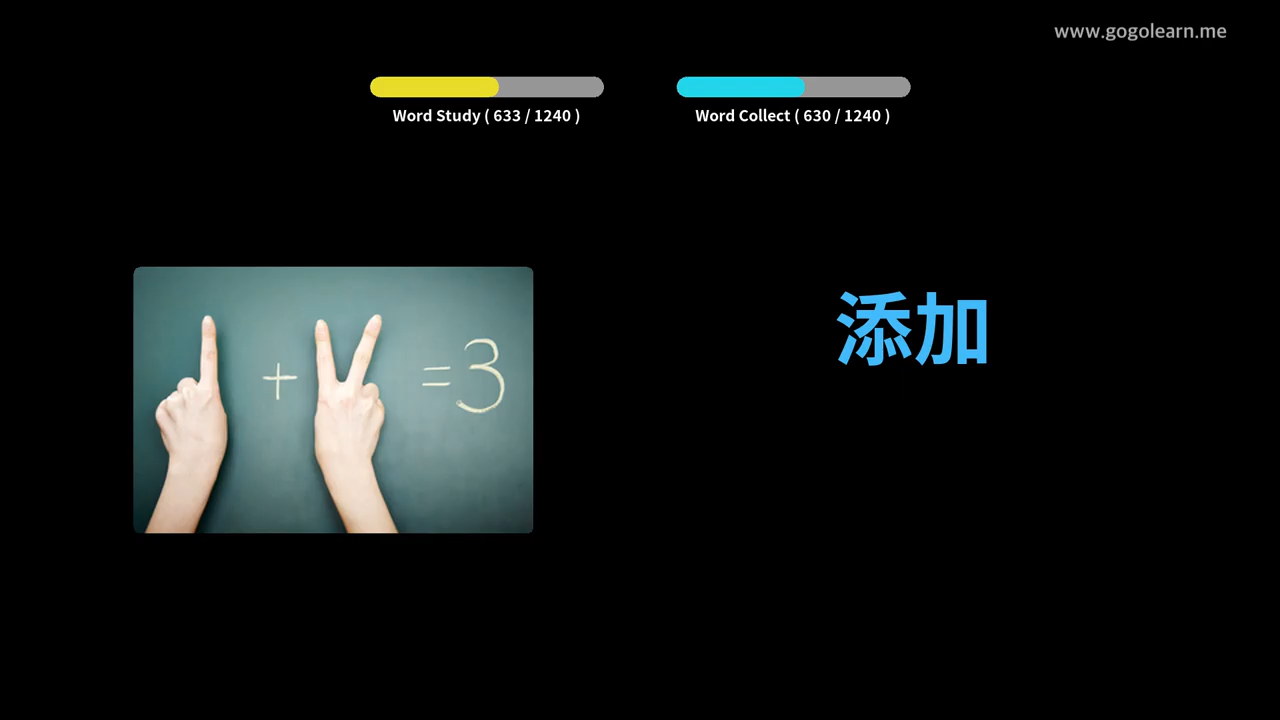 www.gogolearn.me
Word Study ( 633 / 1240 )
Word Collect ( 630 / 1240 )
添加
+ =3